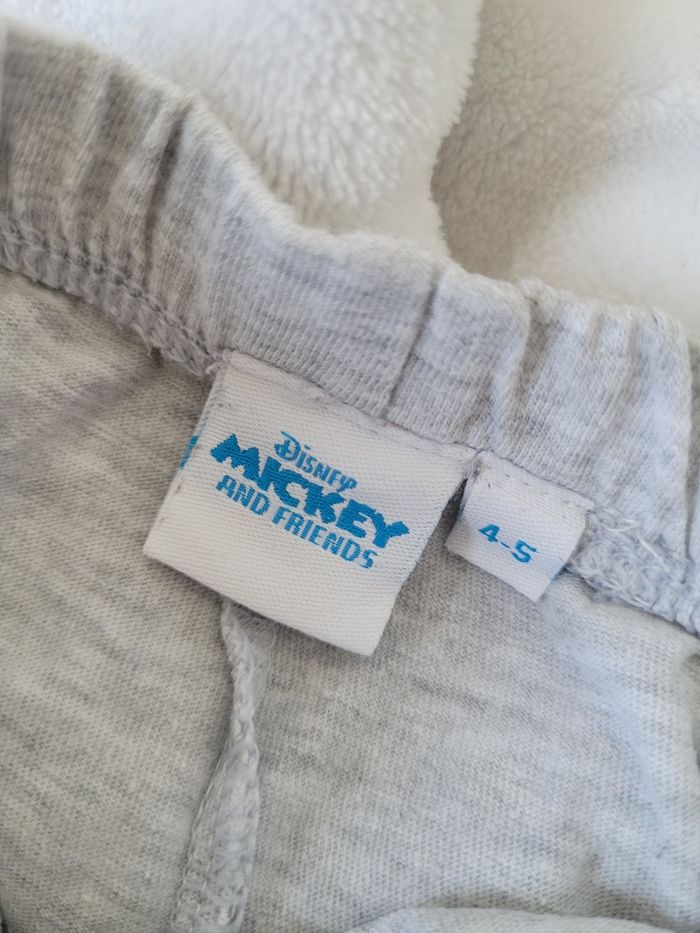 Disney
MICKEY
AND FRIENDS
4-5